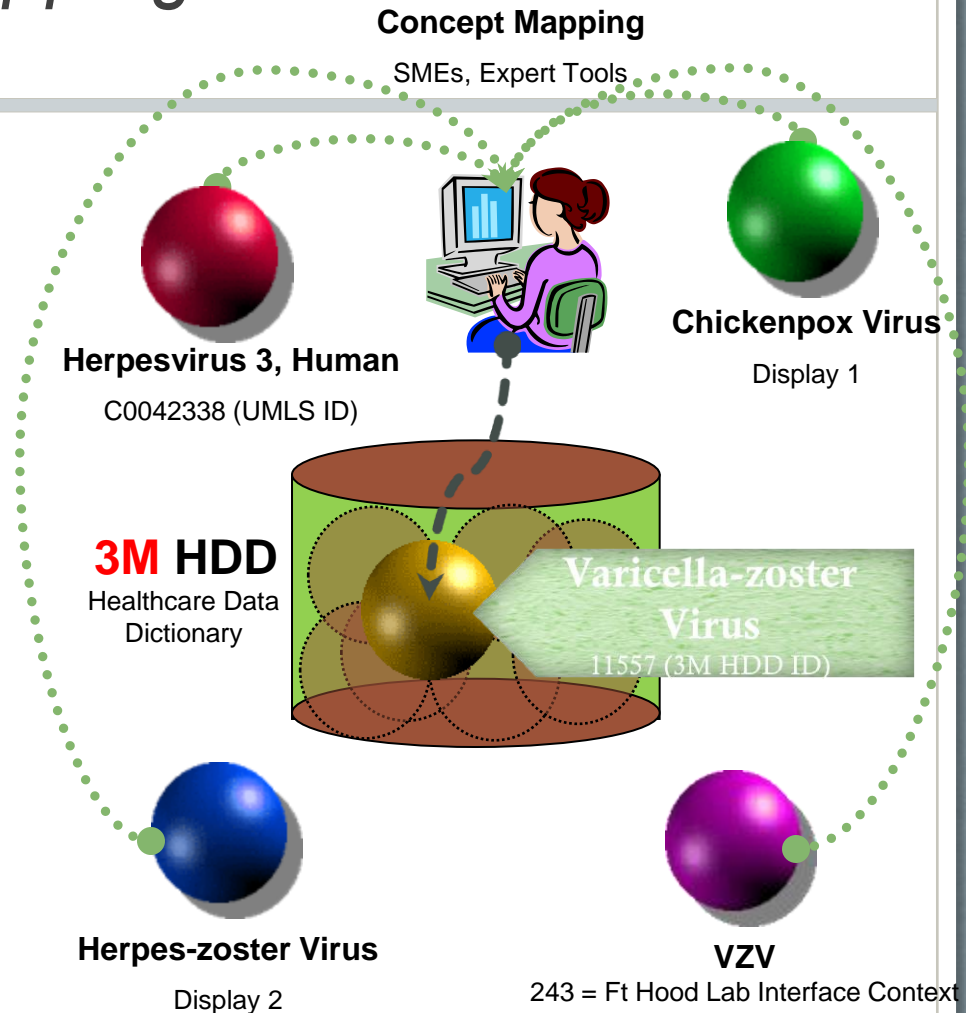 Concept Mapping
SMEs, Expert Tools
Herpesvirus 3, Human
C0042338 (UMLS ID)
Chickenpox Virus
Display 1
3M HDD
Healthcare Data
Dictionary
Varicella-zoster
Virus
11557 (3M HDD ID)
Herpes-zoster Virus
Display 2
VZV
243 = Ft Hood Lab Interface Context